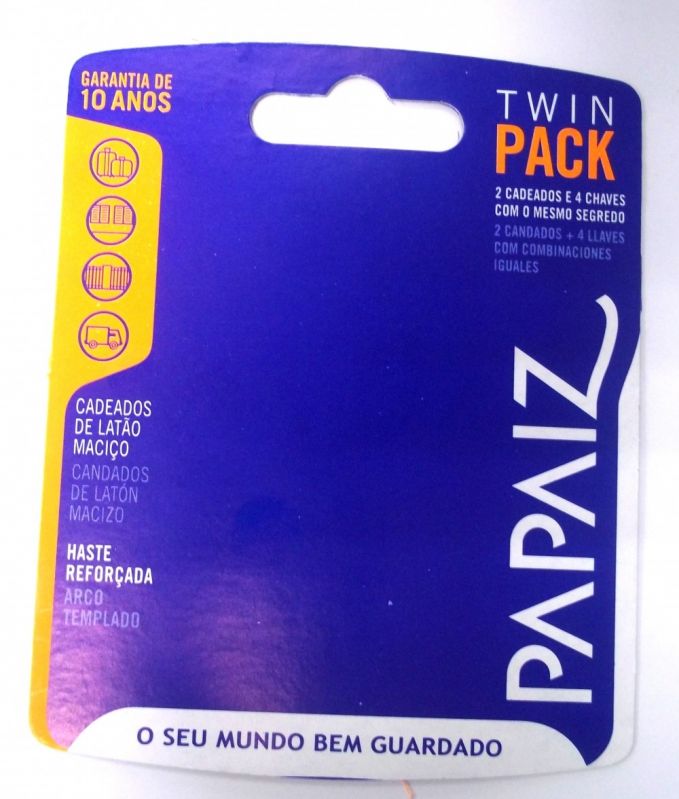 GARANTIA DE
10 ANOS
TWIN
PACK
2 CADEADOS E 4 CHAVES
COM O MESMO SEGREDO
2 CANDADOS + 4 LLAVES
COM COMBINACIONES
IGUALES
PAPAIZ
CADEADOS
DE LATÃO
MACIÇO
CANDADOS
DE LATÓN
MACIZO
HASTE
REFORÇADA
ARCO
TEMPLADO
O SEU MUNDO BEM GUARDADO